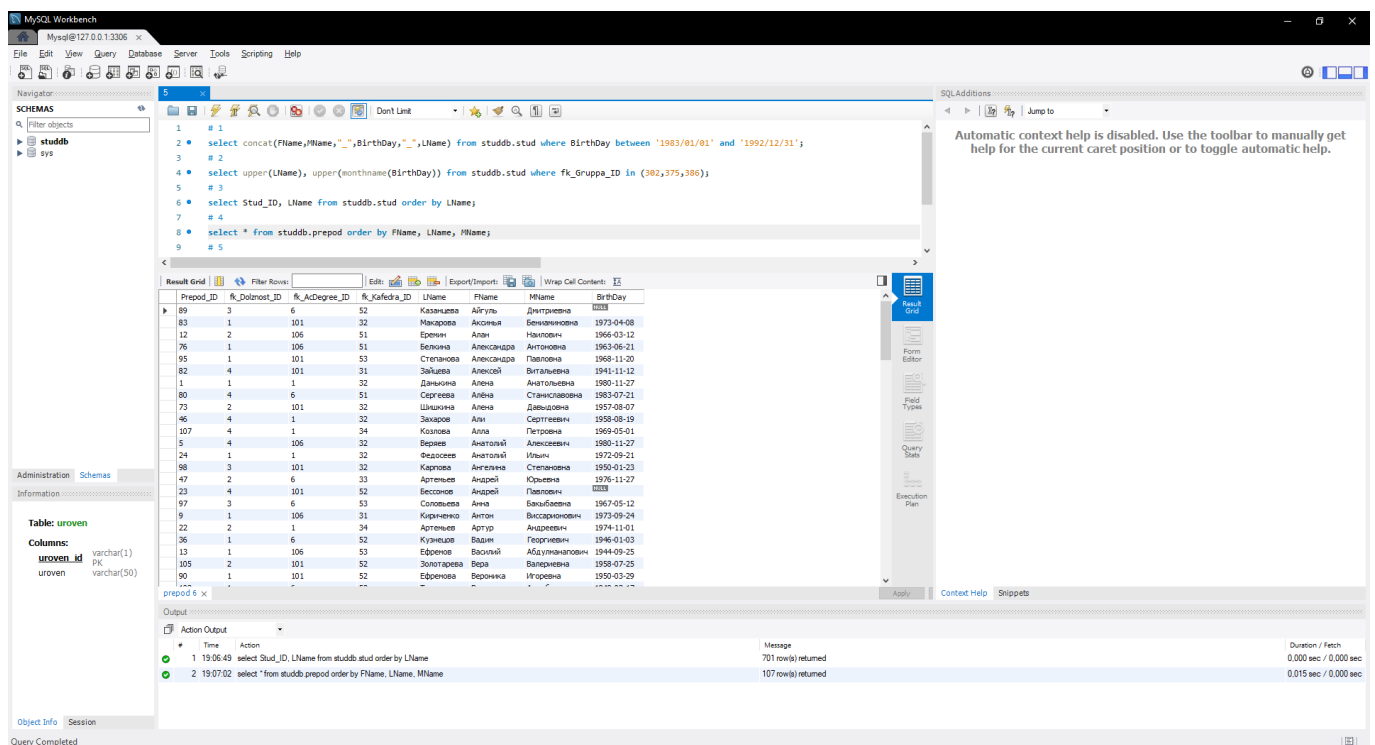 MySQL Workbench
Mysql@127.0.0.1:3306 ×
File Edit View Query Database Server Tools Scripting Help
Navigator
SCHEMAS
Filter objects
studdb
sys
Administration Schemas
Information
Table: uroven
Columns:
uroven_id varchar(1) PK
uroven varchar(50)
Object Info Session
5 ×
Don't Limit
1 # 1
2 select concat(FName,MName,"_",BirthDay,"_",LName) from studdb.stud where BirthDay between '1983/01/01' and '1992/12/31';
3 # 2
4 select upper(LName), upper(monthname(BirthDay)) from studdb.stud where fk_Gruppa_ID in (302,375,386);
5 # 3
6 select Stud_ID, LName from studdb.stud order by LName;
7 # 4
8 select * from studdb.prepod order by FName, LName, MName;
9 # 5
Result Grid Filter Rows: Edit: Export/Import: Wrap Cell Content:
Prepod_ID fk_Dolznost_ID fk_AcDegree_ID fk_Kafedra_ID LName FName MName BirthDay
89 3 6 52 Казанцева Айгуль Дмитриевна NULL
83 1 101 32 Макарова Аксинья Бениаминовна 1973-04-08
12 2 106 51 Еремин Алан Наилович 1966-03-12
76 1 106 51 Белкина Александра Антоновна 1963-06-21
95 1 101 53 Степанова Александра Павловна 1968-11-20
82 4 101 31 Зайцева Алексей Витальевна 1941-11-12
1 1 1 32 Данькина Алена Анатольевна 1980-11-27
80 4 6 51 Сергеева Алёна Станиславовна 1983-07-21
73 2 101 32 Шишкина Алена Давыдовна 1957-08-07
46 4 1 32 Захаров Али Сертгеевич 1958-08-19
107 4 1 34 Козлова Алла Петровна 1969-05-01
5 4 106 32 Веряев Анатолий Алексеевич 1980-11-27
24 1 1 32 Федосеев Анатолий Ильич 1972-09-21
98 3 101 32 Карпова Ангелина Степановна 1950-01-23
47 2 6 33 Артеньев Андрей Юрьевна 1976-11-27
23 4 101 52 Бессонов Андрей Павлович NULL
97 3 6 53 Соловьева Анна Бакыбаевна 1967-05-12
9 1 106 31 Кириченко Антон Виссарионович 1973-09-24
22 2 1 34 Артеньев Артур Андреевич 1974-11-01
36 1 6 52 Кузнецов Вадим Георгиевич 1946-01-03
13 1 106 53 Ефремов Василий Абдулманапович 1944-09-25
105 2 101 52 Золотарева Вера Валериевна 1958-07-25
90 1 101 52 Ефремова Вероника Игоревна 1950-03-29
Result Grid
Form Editor
Field Types
Query Stats
Execution Plan
prepod 6 × Apply
SQLAdditions
Jump to
Automatic context help is disabled. Use the toolbar to manually get
help for the current caret position or to toggle automatic help.
Context Help Snippets
Output
Action Output
# Time Action Message Duration / Fetch
1 19:06:49 select Stud_ID, LName from studdb.stud order by LName 701 row(s) returned 0,000 sec / 0,000 sec
2 19:07:02 select * from studdb.prepod order by FName, LName, MName 107 row(s) returned 0,015 sec / 0,000 sec
Query Completed